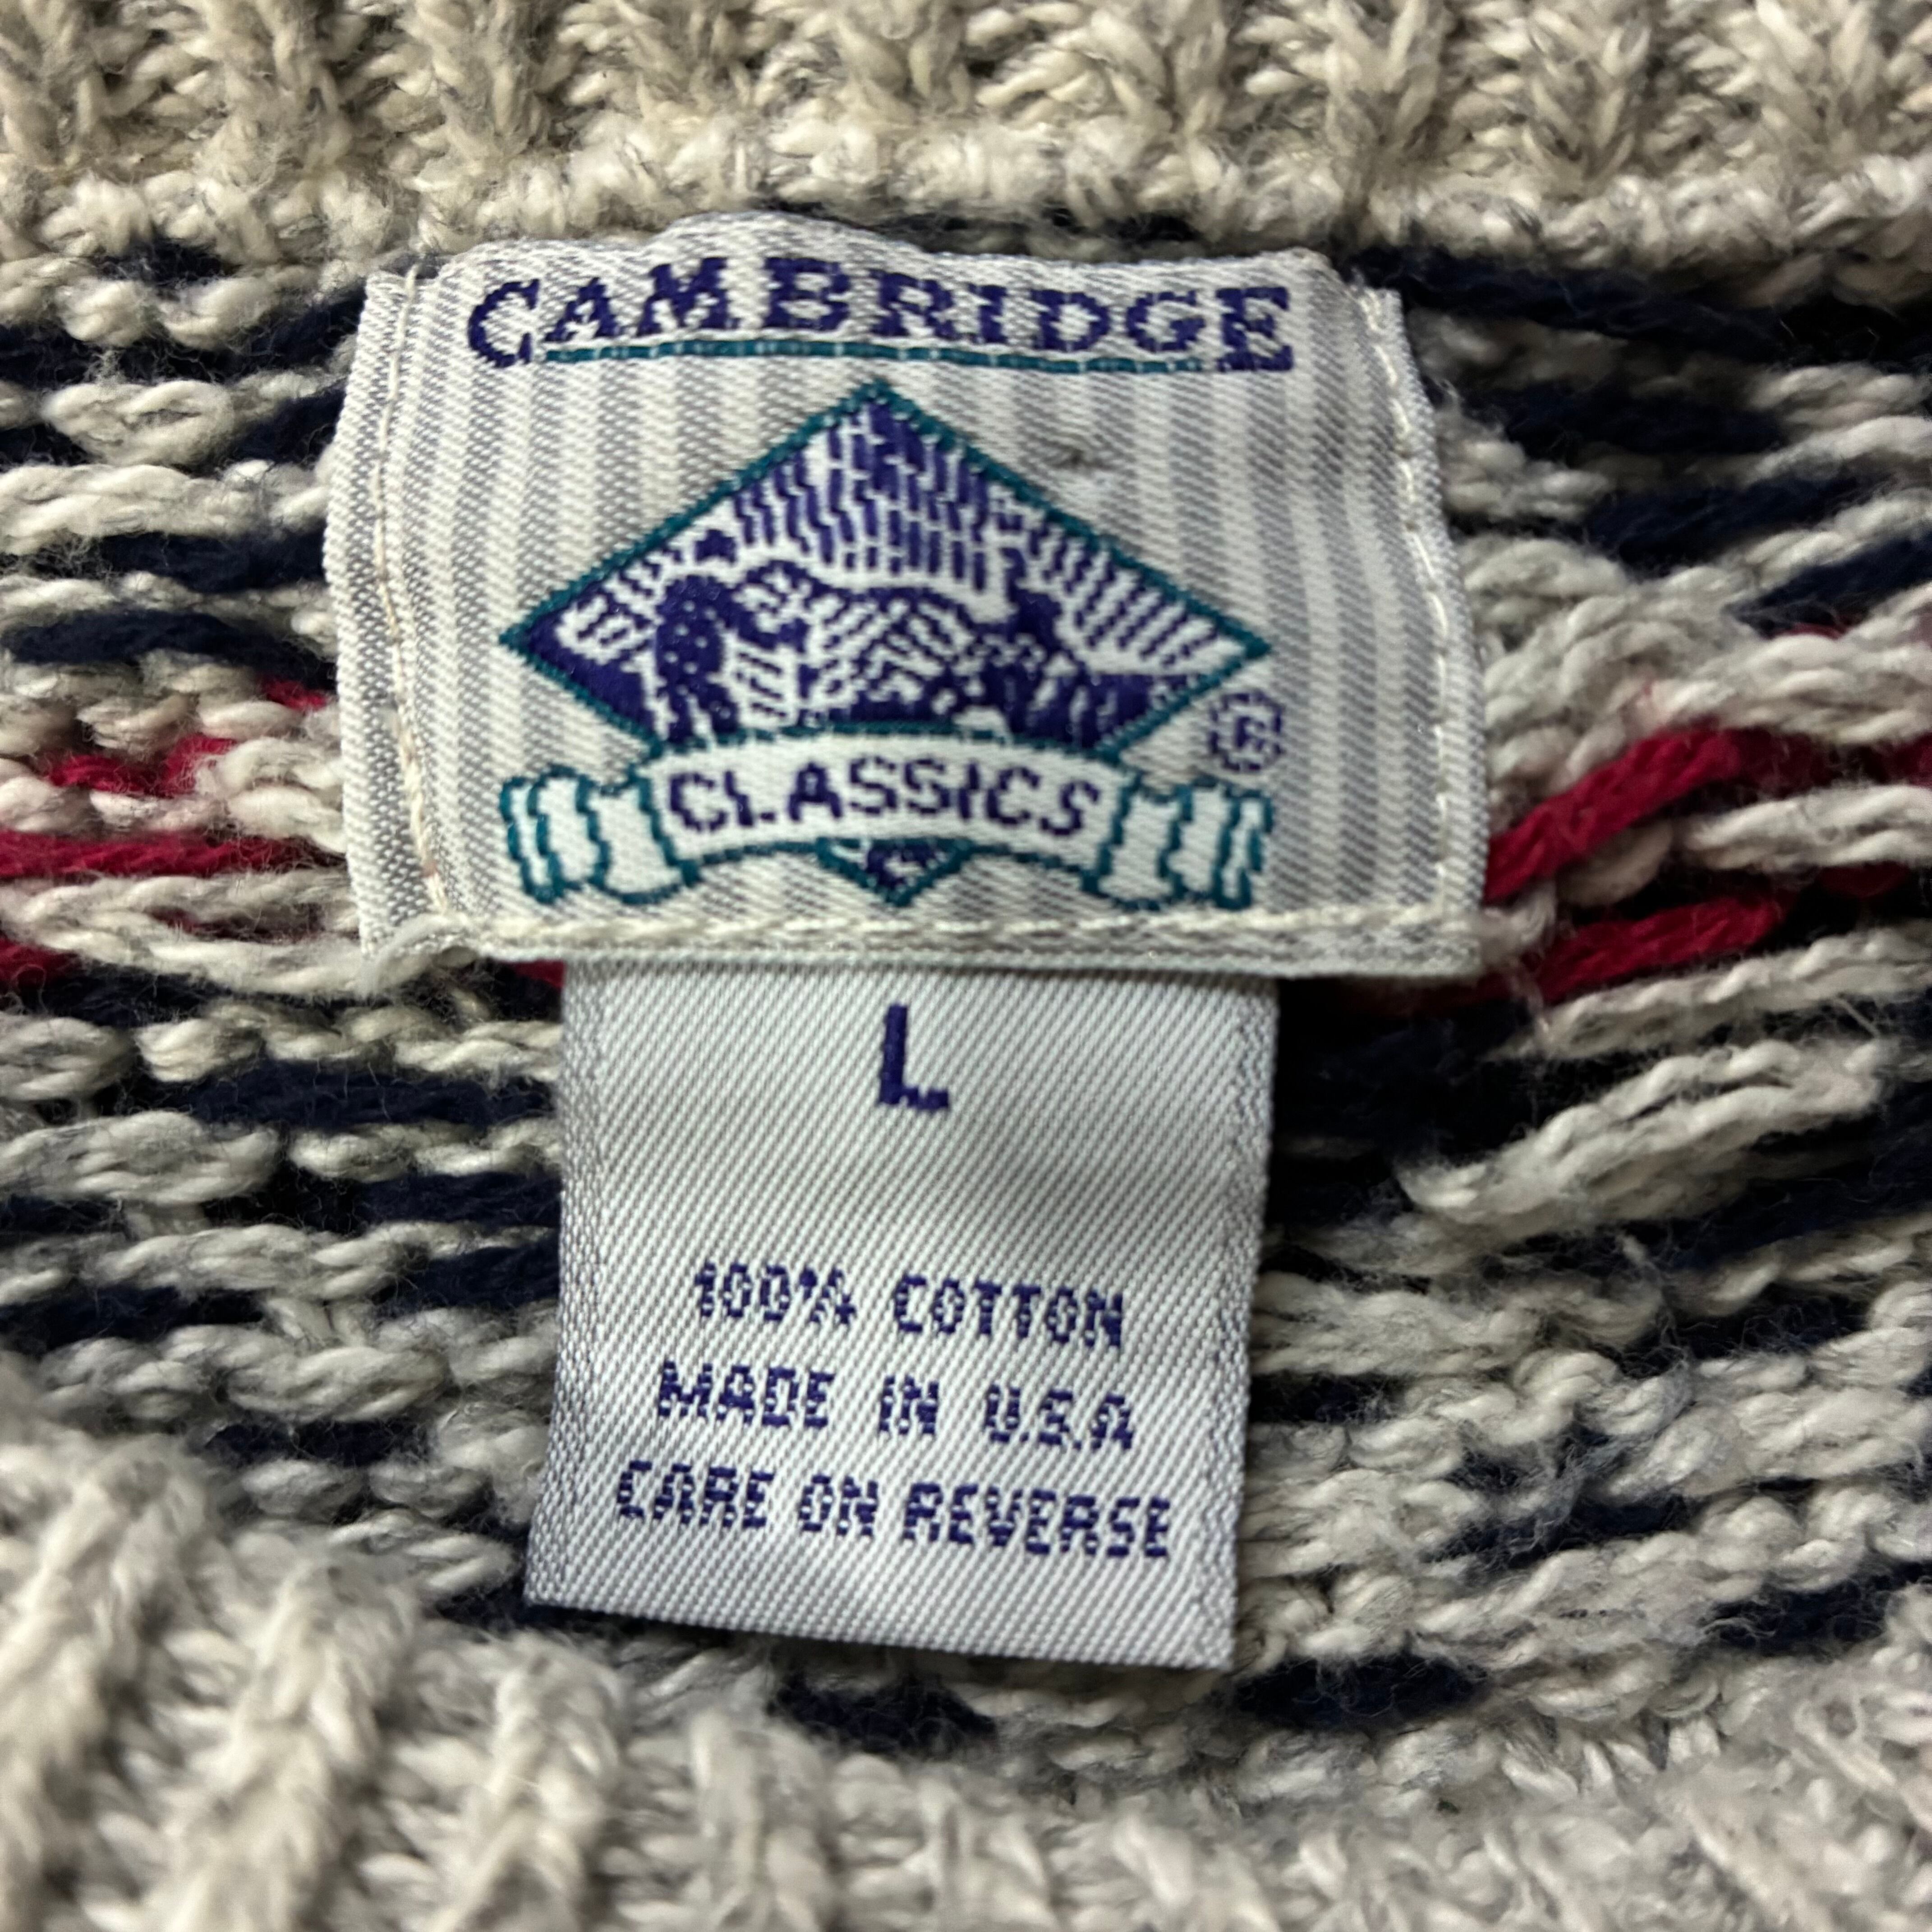 CAMBRIDGE
®
CLASSICS
L
100% COTTON
MADE IN U.S.A
CARE ON REVERSE